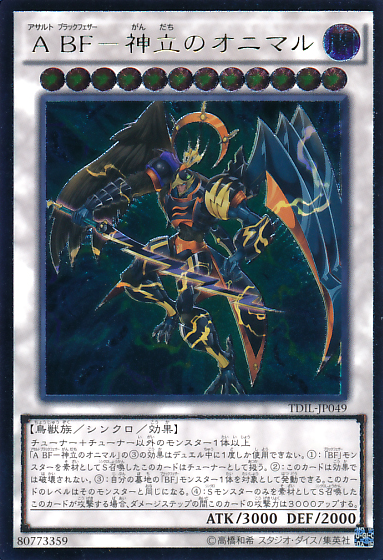 アサルト ブラックフェザー がん だち
A BF－神立のオニマル
TDIL-JP049
【鳥獣族／シンクロ／効果】
チューナー＋チューナー以外のモンスター1体以上
「A BF－神立のオニマル」の③の効果はデュエル中に1度しか使用できない。①：「BF」モ
ンスターを素材としてS召喚したこのカードはチューナーとして扱う。②：このカードは効果で
は破壊されない。③：自分の墓地の「BF」モンスター1体を対象として発動できる。このカー
ドのレベルはそのモンスターと同じになる。④：Sモンスターのみを素材としてS召喚したこ
のカードが攻撃する場合、ダメージステップの間このカードの攻撃力は3000アップする。
ATK/3000 DEF/2000
80773359
©高橋和希 スタジオ・ダイス/集英社